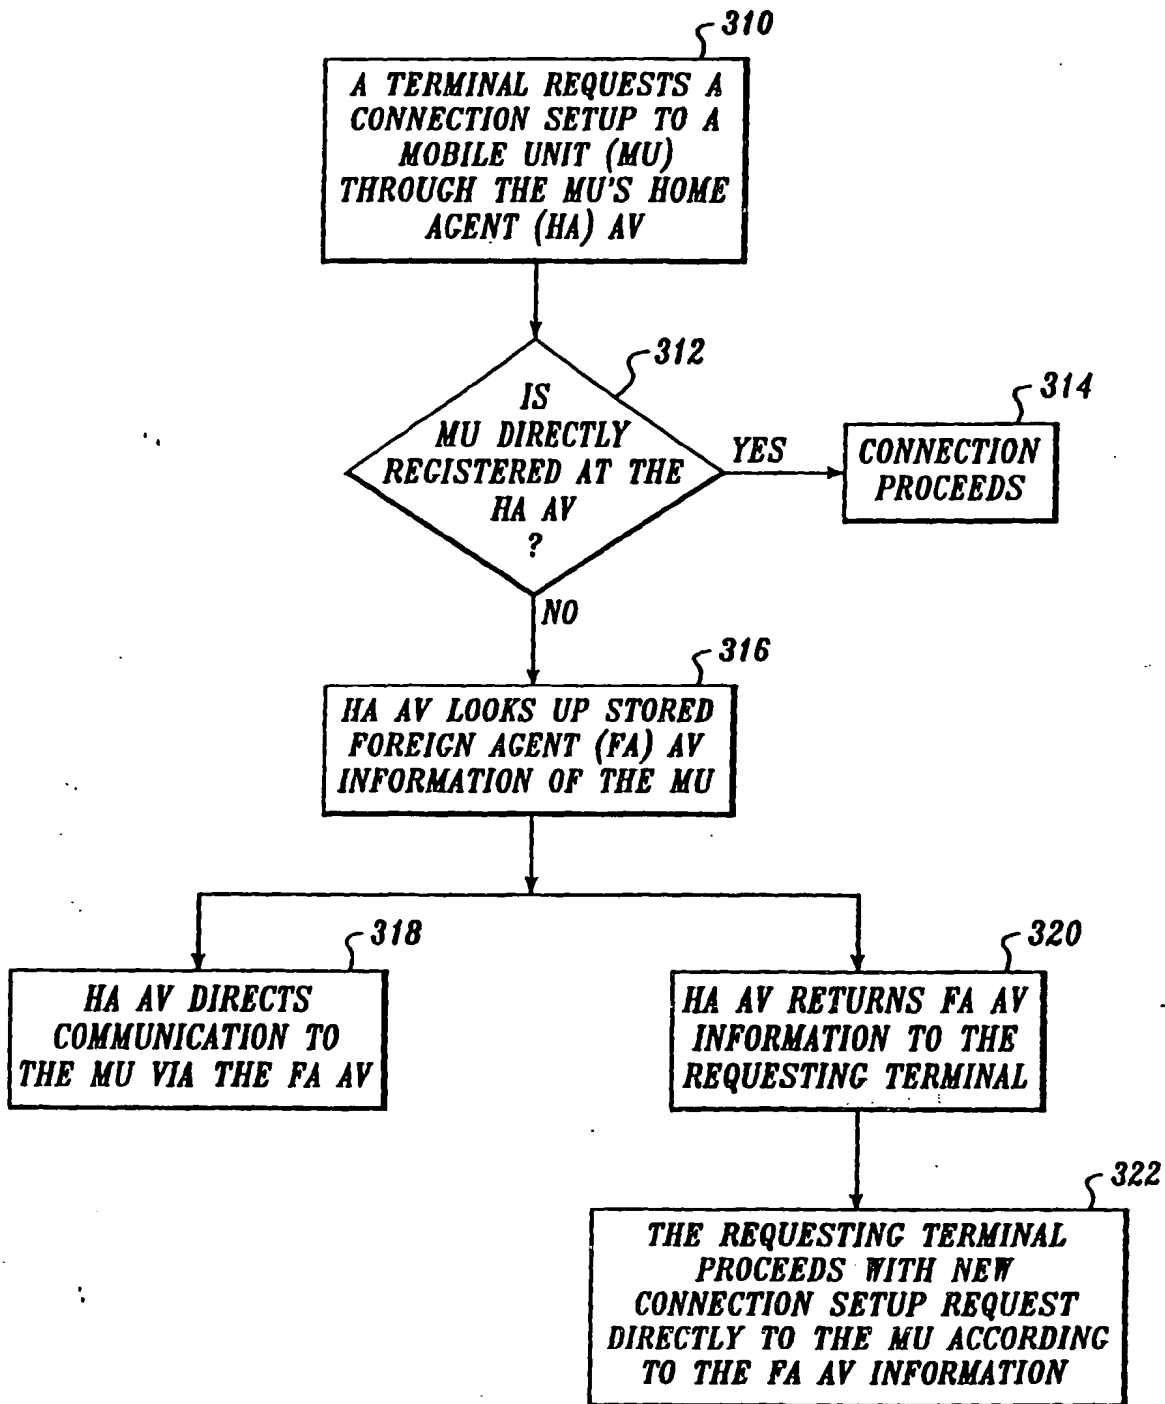 310
A TERMINAL REQUESTS A
CONNECTION SETUP TO A
MOBILE UNIT (MU)
THROUGH THE MU'S HOME
AGENT (HA) AV
312
IS
MU DIRECTLY
REGISTERED AT THE
HA AV
?
YES
314
CONNECTION
PROCEEDS
NO
316
HA AV LOOKS UP STORED
FOREIGN AGENT (FA) AV
INFORMATION OF THE MU
318
HA AV DIRECTS
COMMUNICATION TO
THE MU VIA THE FA AV
320
HA AV RETURNS FA AV
INFORMATION TO THE
REQUESTING TERMINAL
322
THE REQUESTING TERMINAL
PROCEEDS WITH NEW
CONNECTION SETUP REQUEST
DIRECTLY TO THE MU ACCORDING
TO THE FA AV INFORMATION